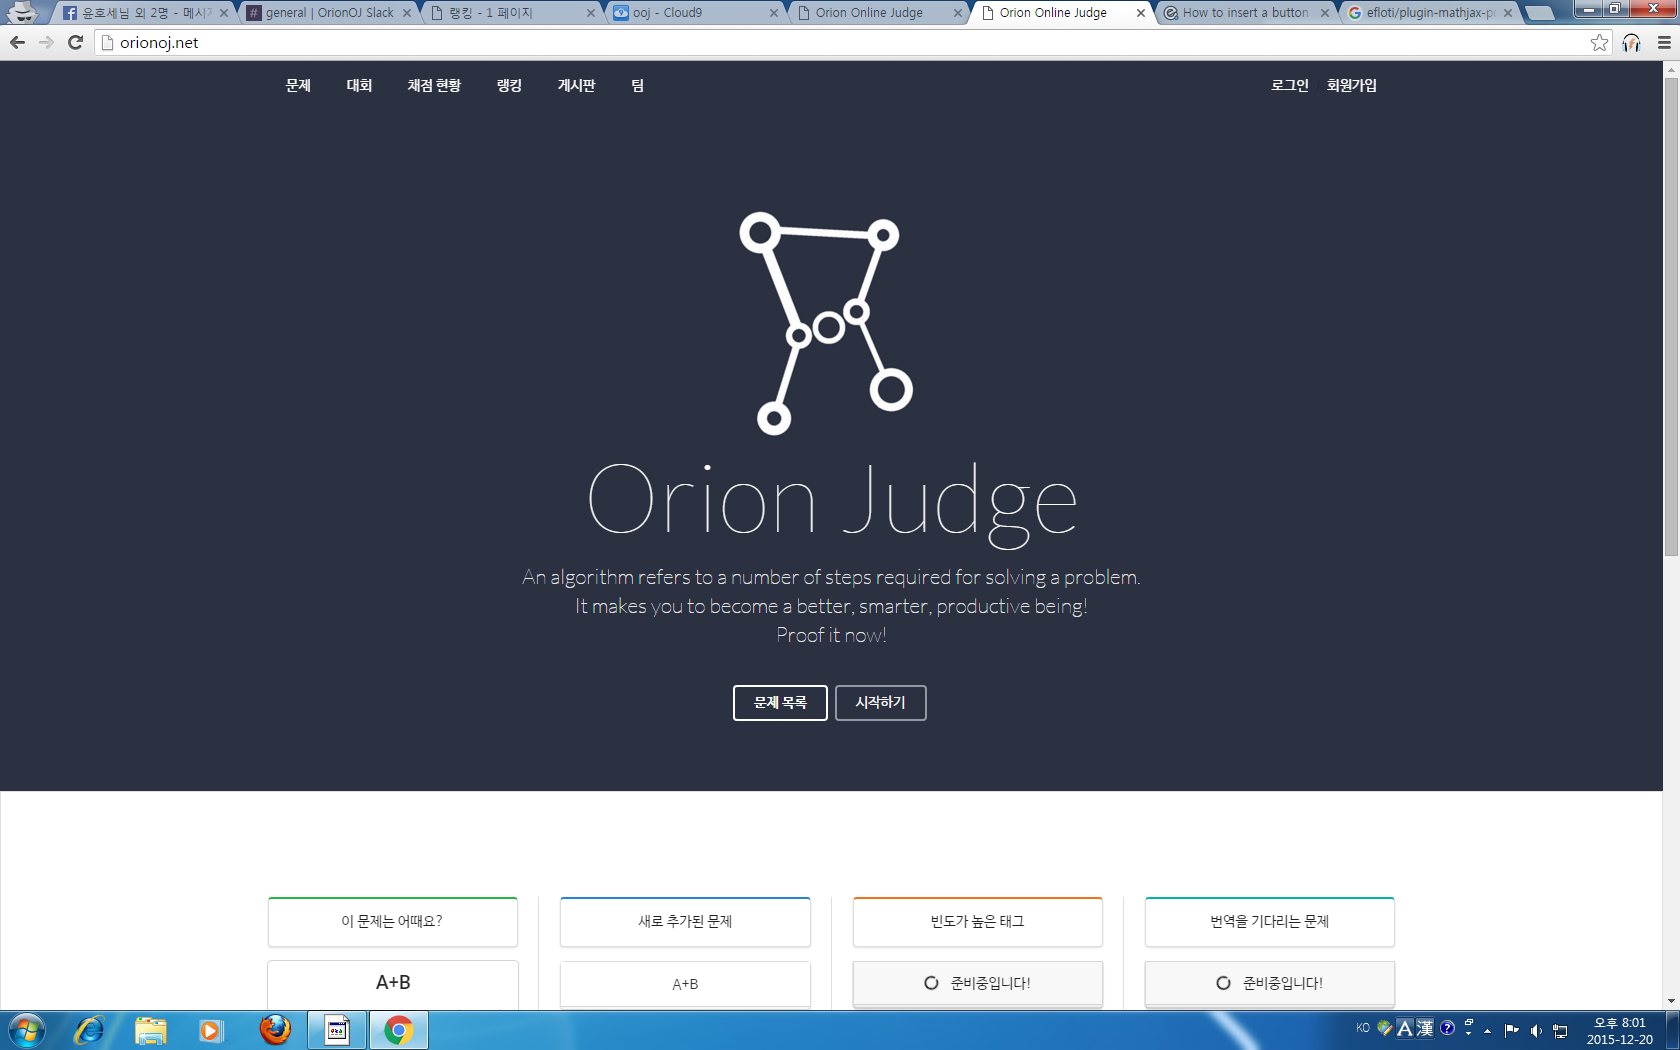 윤호세님 외 2명 - 메시
general | OrionOJ Slack
랭킹 - 1 페이지
ooj - Cloud9
Orion Online Judge
Orion Online Judge
How to insert a button
efloti/plugin-mathjax-p
orionoj.net
문제 대회 채점 현황 랭킹 게시판 팀 로그인 회원가입
Orion Judge
An algorithm refers to a number of steps required for solving a problem.
It makes you to become a better, smarter, productive being!
Proof it now!
문제 목록 시작하기
이 문제는 어때요? 새로 추가된 문제 빈도가 높은 태그 번역을 기다리는 문제
A+B A+B 준비중입니다! 준비중입니다!
KO A 漢 ? 오후 8:01
2015-12-20